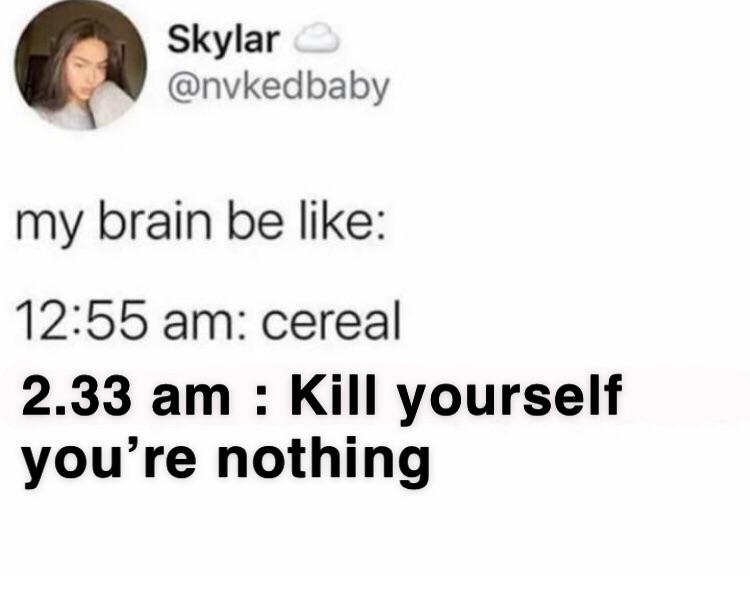 Skylar ☁️
@nvkedbaby
my brain be like:
12:55 am: cereal
2.33 am : Kill yourself
you're nothing